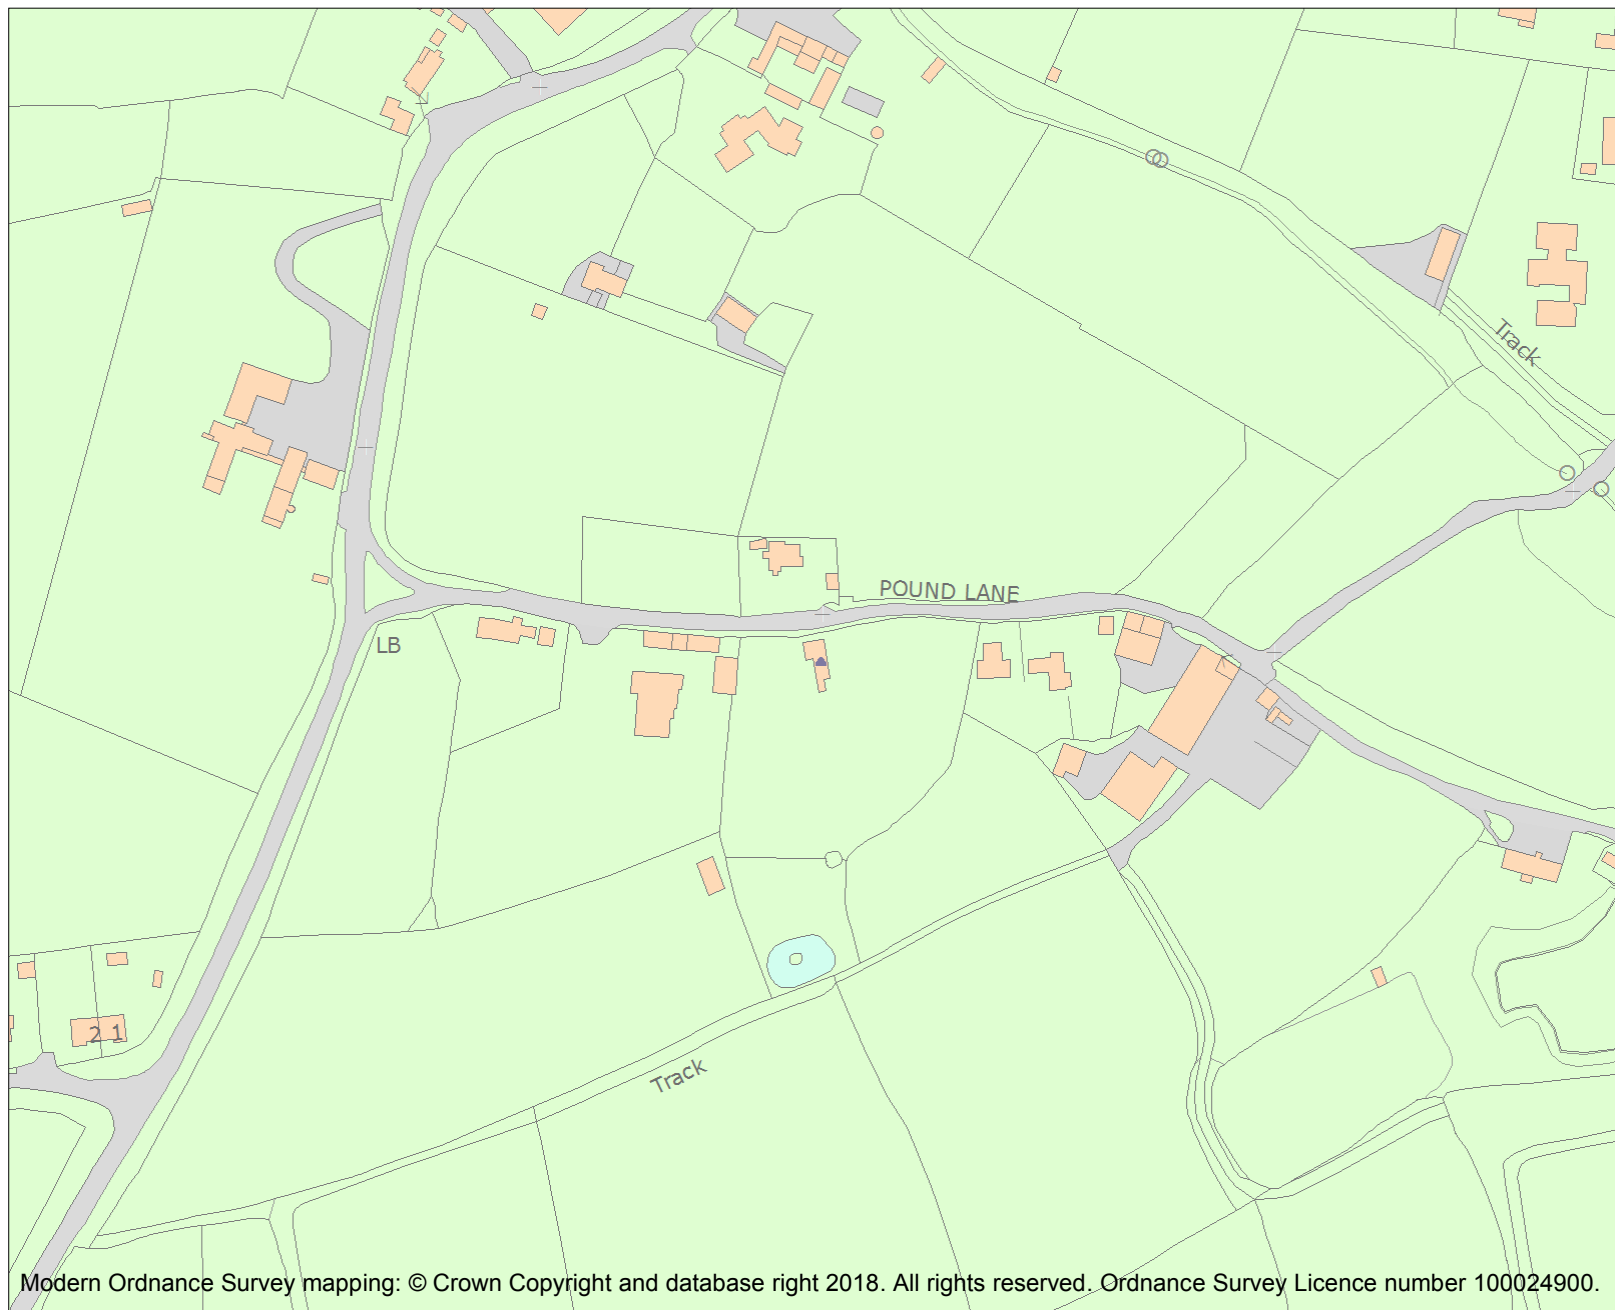 Track
POUND LANE
LB
2 1
Track
Modern Ordnance Survey mapping: © Crown Copyright and database right 2018. All rights reserved. Ordnance Survey Licence number 100024900.